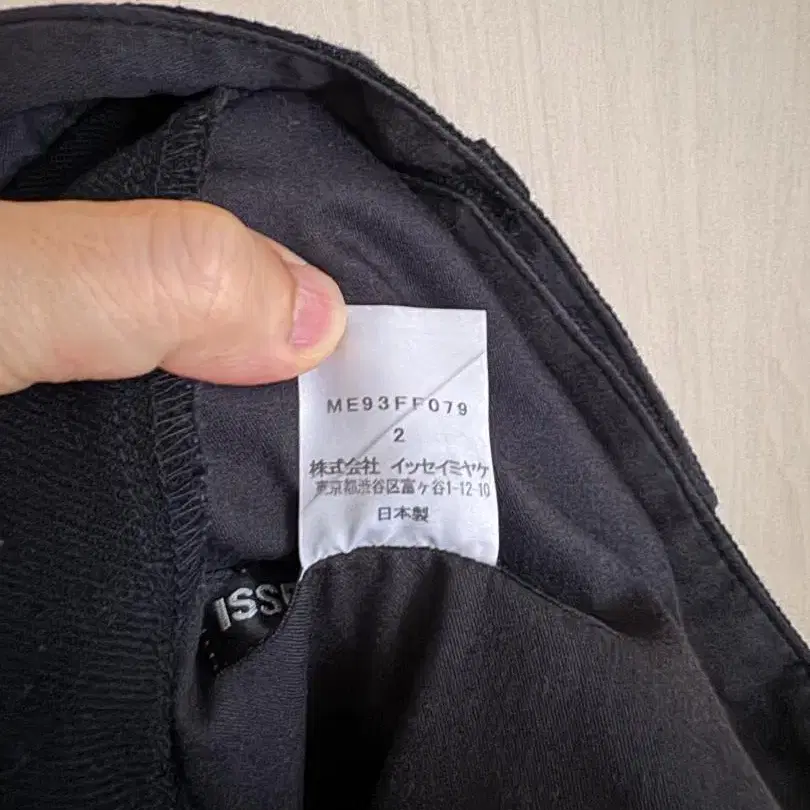 ME93FF079
2
株式会社 イッセイミヤケ
東京都渋谷区富ヶ谷1-12-10
日本製
ISSE